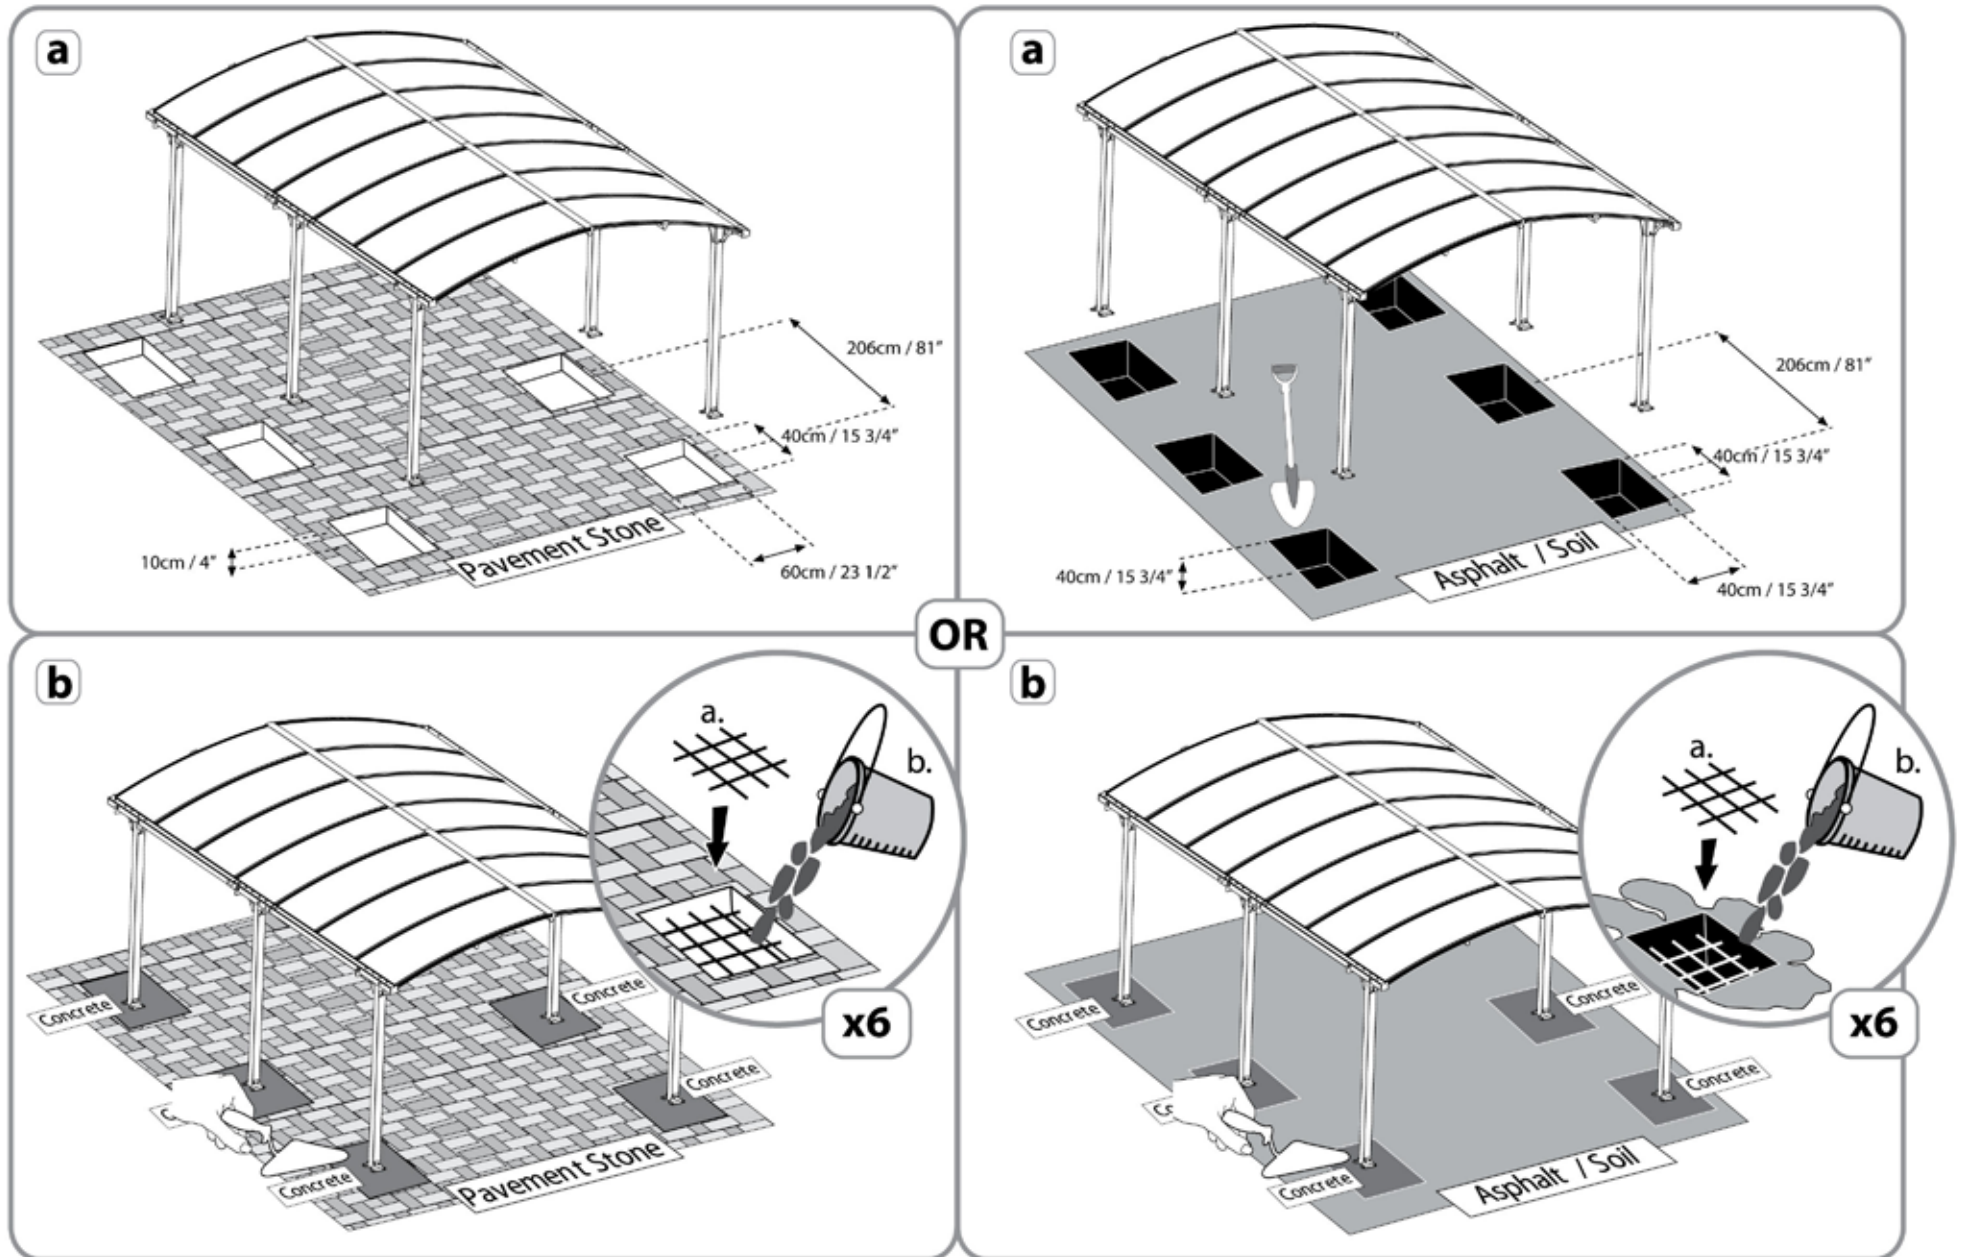 a
206cm / 81"
40cm / 15 3/4"
10cm / 4"
Pavement Stone
60cm / 23 1/2"
a
206cm / 81"
40cm / 15 3/4"
40cm / 15 3/4"
Asphalt / Soil
40cm / 15 3/4"
OR
b
a.
b.
Concrete
Concrete
x6
Concrete
Concrete
Pavement Stone
b
a.
b.
Concrete
Concrete
x6
Concrete
Concrete
Asphalt / Soil